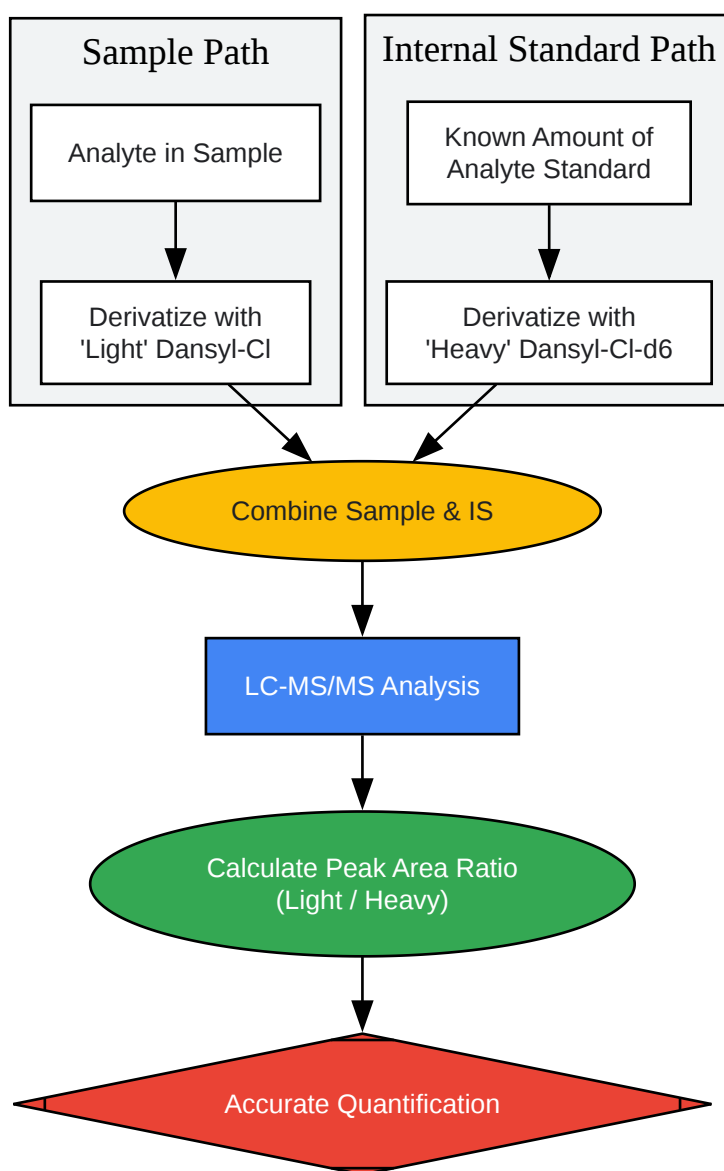 Sample Path
Analyte in Sample
Derivatize with
'Light' Dansyl-Cl
Internal Standard Path
Known Amount of
Analyte Standard
Derivatize with
'Heavy' Dansyl-Cl-d6
Combine Sample & IS
LC-MS/MS Analysis
Calculate Peak Area Ratio
(Light / Heavy)
Accurate Quantification